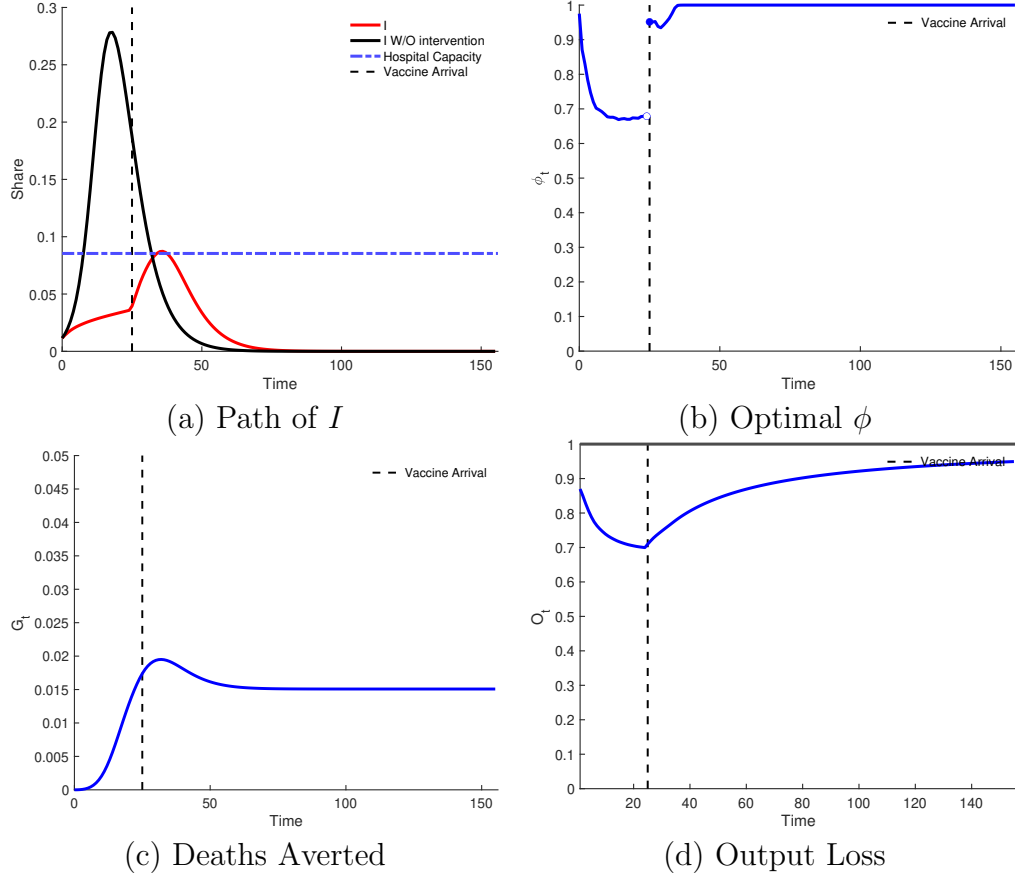 I
I W/O intervention
Hospital Capacity
Vaccine Arrival
Share
0.3
0.25
0.2
0.15
0.1
0.05
0
0 50 100 150
Time
(a) Path of I
Vaccine Arrival
ϕt
1
0.9
0.8
0.7
0.6
0.5
0.4
0.3
0.2
0.1
0
0 50 100 150
Time
(b) Optimal ϕ
Vaccine Arrival
Gt
0.05
0.045
0.04
0.035
0.03
0.025
0.02
0.015
0.01
0.005
0
0 50 100 150
Time
(c) Deaths Averted
Vaccine Arrival
Ot
1
0.9
0.8
0.7
0.6
0.5
0.4
0.3
0.2
0.1
0
20 40 60 80 100 120 140
Time
(d) Output Loss